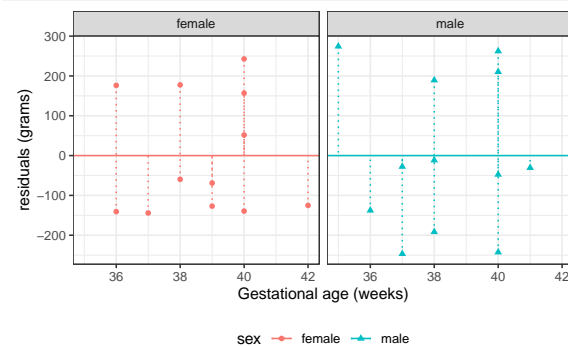 female male
300
200
100
0
−100
−200
residuals (grams)
36 38 40 42 36 38 40 42
Gestational age (weeks)
sex female male